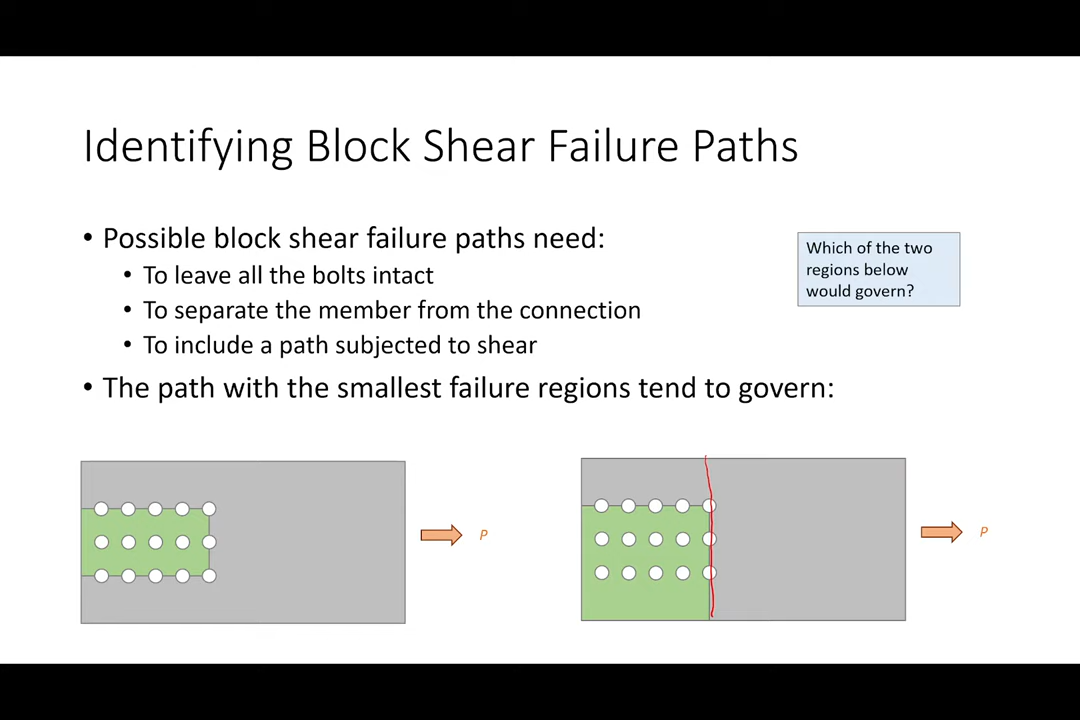 Identifying Block Shear Failure Paths
• Possible block shear failure paths need:
• To leave all the bolts intact
• To separate the member from the connection
• To include a path subjected to shear
• The path with the smallest failure regions tend to govern:
Which of the two
regions below
would govern?
P
P